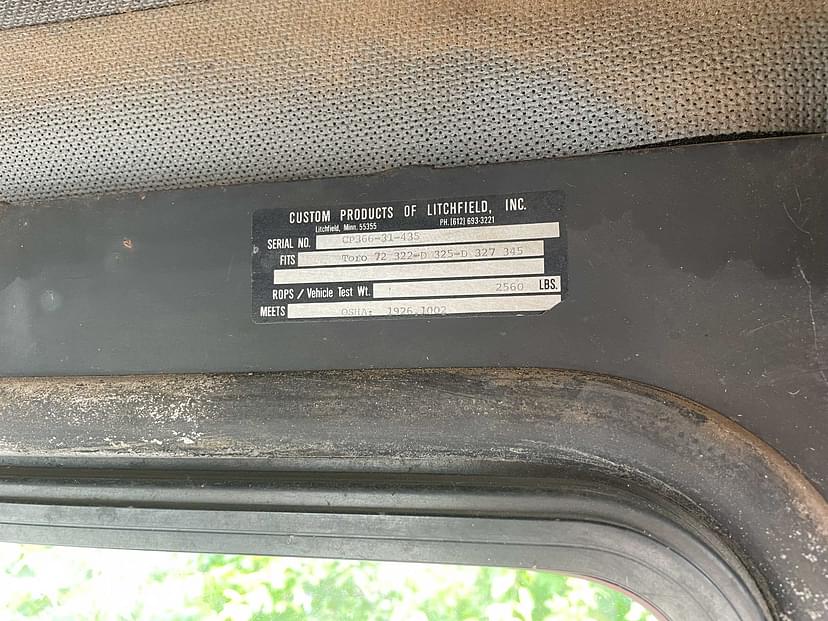 CUSTOM PRODUCTS OF LITCHFIELD, INC.
Litchfield, Minn. 55355 PH. (612) 693-3221
SERIAL NO. CP366-31-435
FITS Toro 72 322-D 325-D 327 345
ROPS / Vehicle Test Wt. 2560 LBS.
MEETS OSHA: 1926.1002